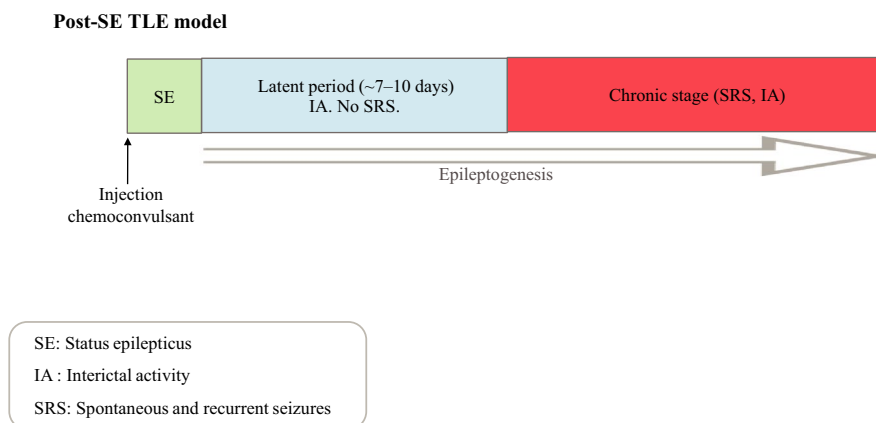 Post-SE TLE model
SE
Latent period (~7–10 days)
IA. No SRS.
Chronic stage (SRS, IA)
Epileptogenesis
Injection
chemoconvulsant
SE: Status epilepticus
IA : Interictal activity
SRS: Spontaneous and recurrent seizures